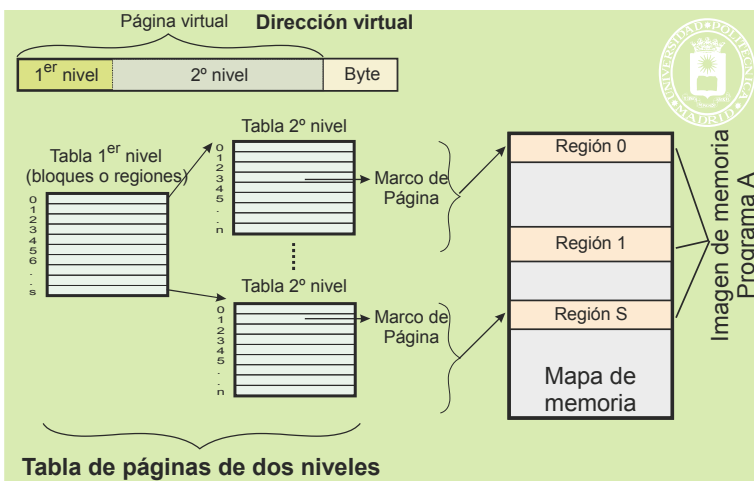 Página virtual
Dirección virtual
1er nivel
2º nivel
Byte
Tabla 1er nivel
(bloques o regiones)
0
1
2
3
4
5
6
.
.
s
Tabla 2º nivel
0
1
2
3
4
5
.
.
n
Marco de
Página
Tabla 2º nivel
0
1
2
3
4
5
.
.
n
Marco de
Página
Región 0
Región 1
Región S
Mapa de
memoria
Imagen de memoria
Programa A
UNIVERSIDAD POLITÉCNICA
MADRID
Tabla de páginas de dos niveles